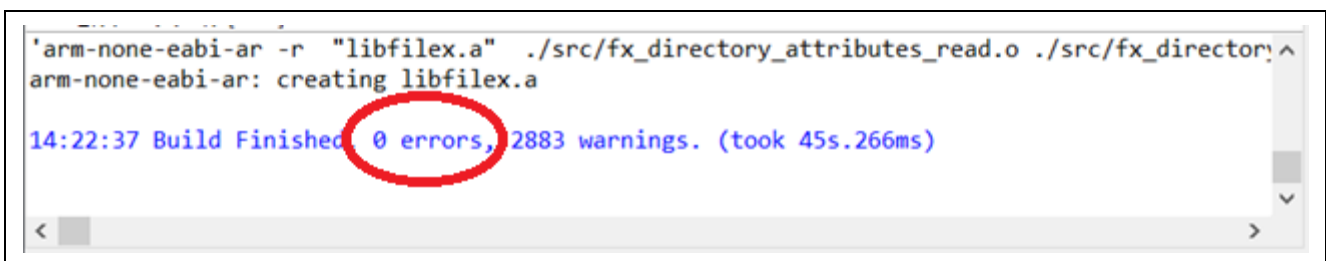 'arm-none-eabi-ar -r "libfilex.a" ./src/fx_directory_attributes_read.o ./src/fx_directory
arm-none-eabi-ar: creating libfilex.a
14:22:37 Build Finished. 0 errors, 2883 warnings. (took 45s.266ms)